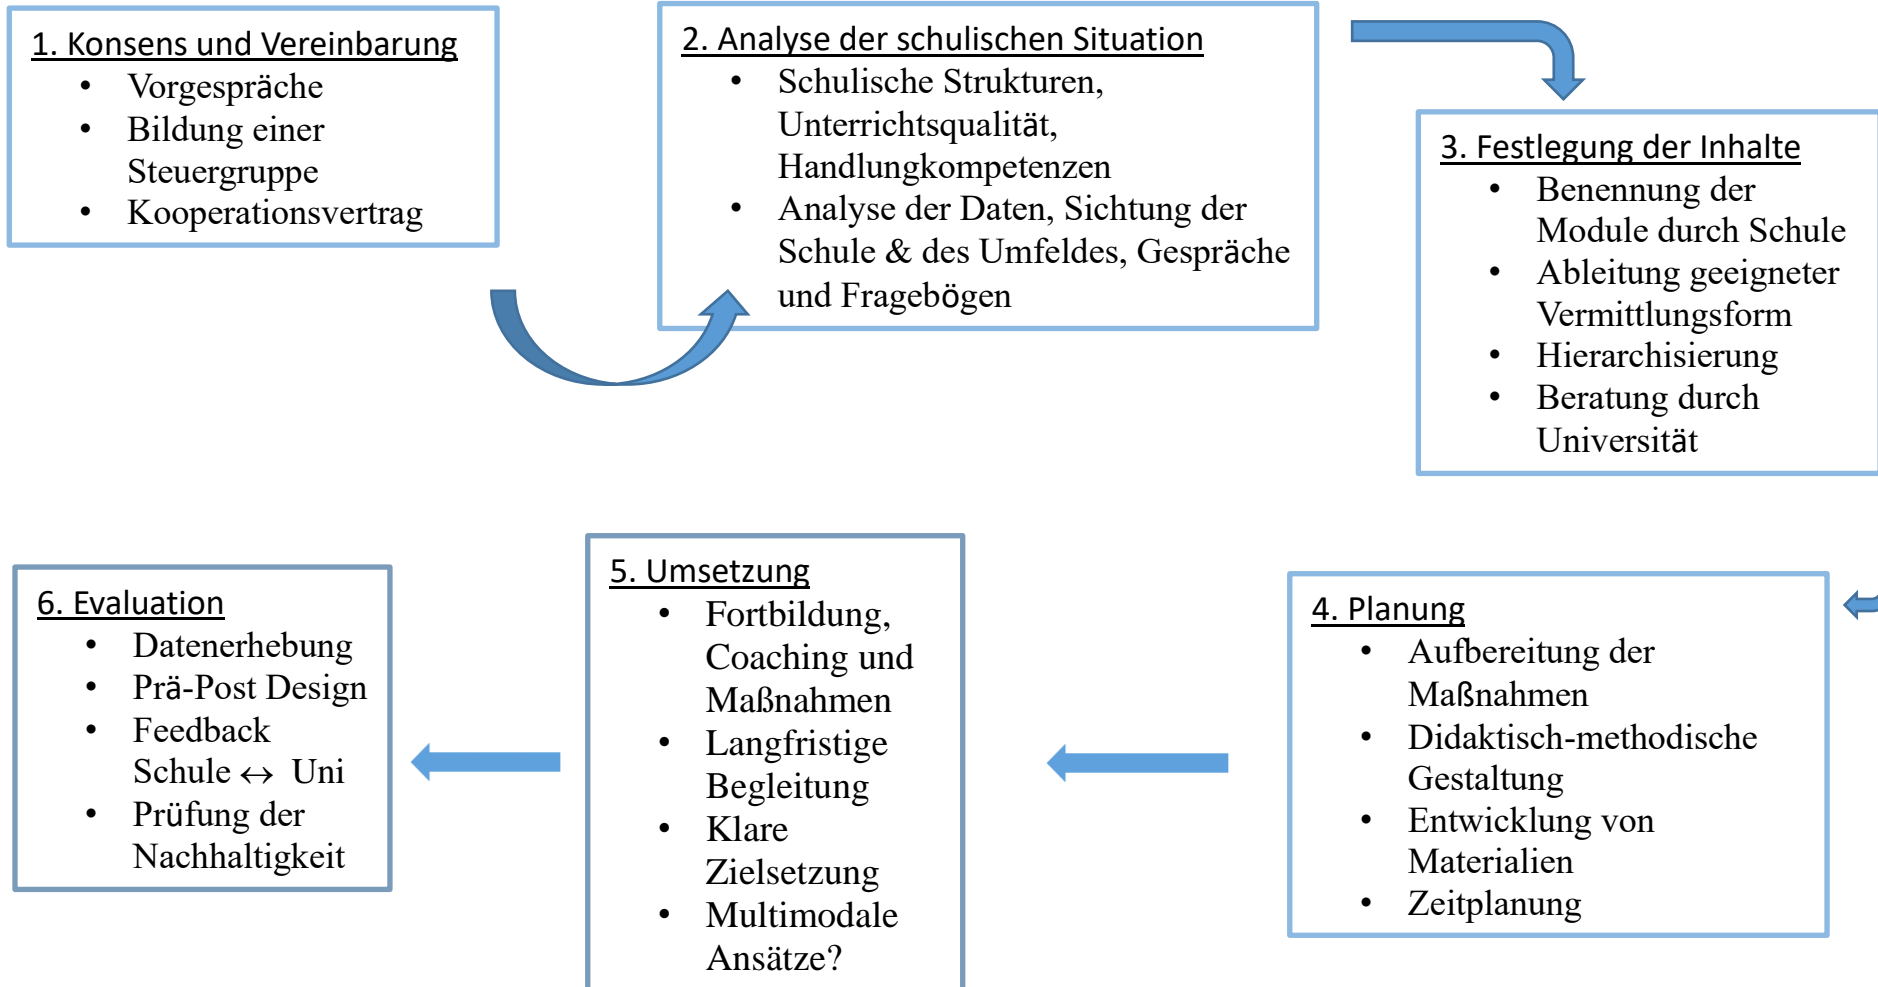 1. Konsens und Vereinbarung
• Vorgespräche
• Bildung einer
Steuergruppe
• Kooperationsvertrag
2. Analyse der schulischen Situation
• Schulische Strukturen,
Unterrichtsqualität,
Handlungkompetenzen
• Analyse der Daten, Sichtung der
Schule & des Umfeldes, Gespräche
und Fragebögen
3. Festlegung der Inhalte
• Benennung der
Module durch Schule
• Ableitung geeigneter
Vermittlungsform
• Hierarchisierung
• Beratung durch
Universität
4. Planung
• Aufbereitung der
Maßnahmen
• Didaktisch-methodische
Gestaltung
• Entwicklung von
Materialien
• Zeitplanung
5. Umsetzung
• Fortbildung,
Coaching und
Maßnahmen
• Langfristige
Begleitung
• Klare
Zielsetzung
• Multimodale
Ansätze?
6. Evaluation
• Datenerhebung
• Prä-Post Design
• Feedback
Schule ↔ Uni
• Prüfung der
Nachhaltigkeit